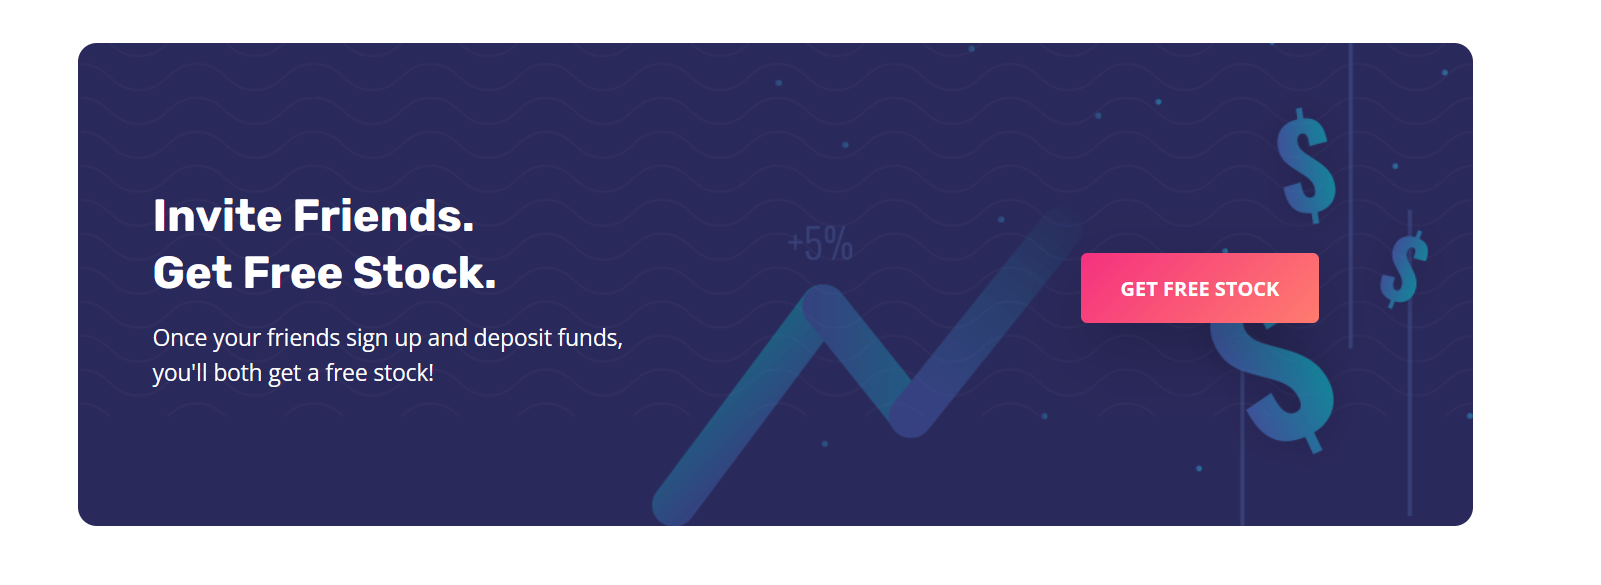 Invite Friends.
Get Free Stock.
Once your friends sign up and deposit funds,
you'll both get a free stock!
+5%
GET FREE STOCK
$
$
$